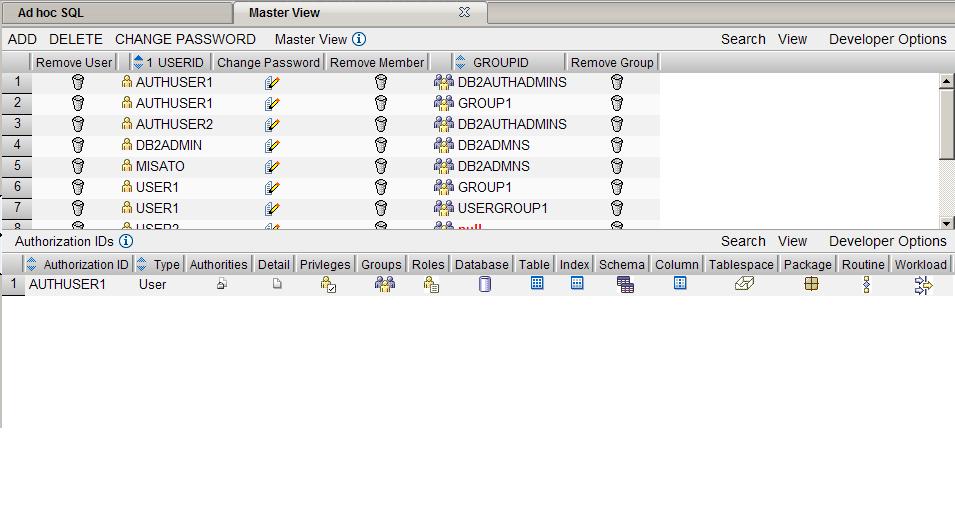 Ad hoc SQL Master View
ADD DELETE CHANGE PASSWORD Master View Search View Developer Options
Remove User 1 USERID Change Password Remove Member GROUPID Remove Group
1 AUTHUSER1 DB2AUTHADMINS
2 AUTHUSER1 GROUP1
3 AUTHUSER2 DB2AUTHADMINS
4 DB2ADMIN DB2ADMNS
5 MISATO DB2ADMNS
6 USER1 GROUP1
7 USER1 USERGROUP1
8 USER2 null
Authorization IDs Search View Developer Options
Authorization ID Type Authorities Detail Privleges Groups Roles Database Table Index Schema Column Tablespace Package Routine Workload
1 AUTHUSER1 User